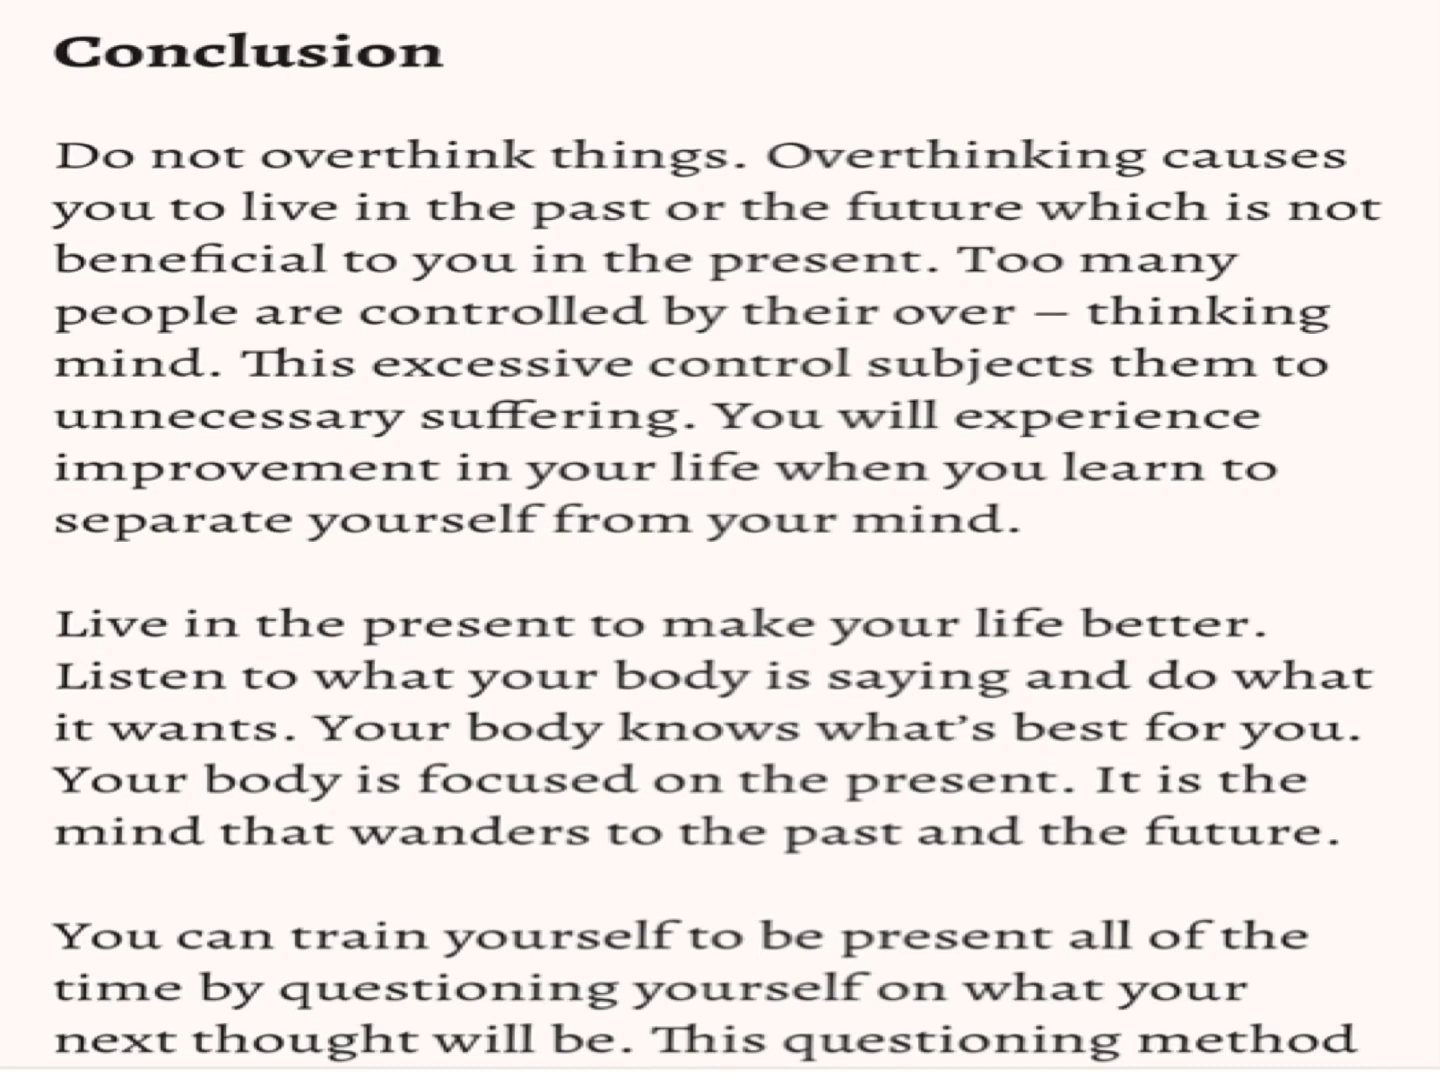 Conclusion
Do not overthink things. Overthinking causes
you to live in the past or the future which is not
beneficial to you in the present. Too many
people are controlled by their over – thinking
mind. This excessive control subjects them to
unnecessary suffering. You will experience
improvement in your life when you learn to
separate yourself from your mind.
Live in the present to make your life better.
Listen to what your body is saying and do what
it wants. Your body knows what’s best for you.
Your body is focused on the present. It is the
mind that wanders to the past and the future.
You can train yourself to be present all of the
time by questioning yourself on what your
next thought will be. This questioning method